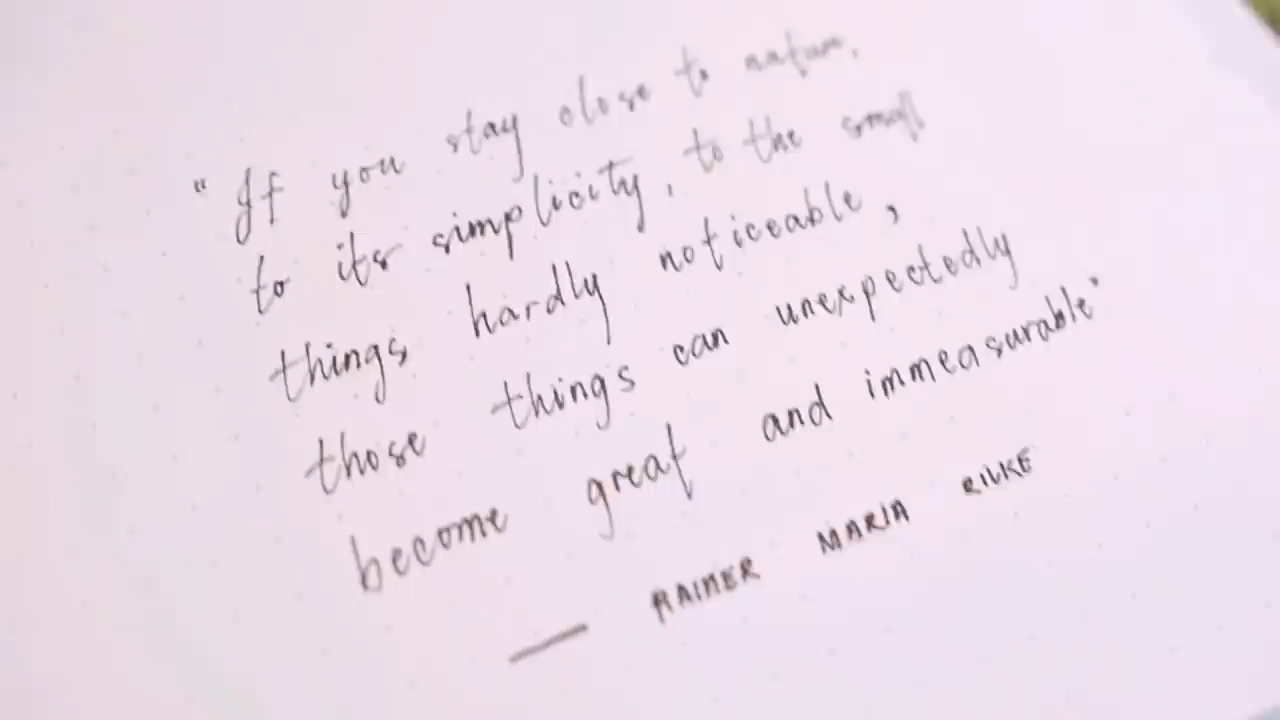 "If you stay close to nature,
to its simplicity, to the small
things hardly noticeable,
those things can unexpectedly
become great and immeasurable"
— RAINER MARIA RILKE